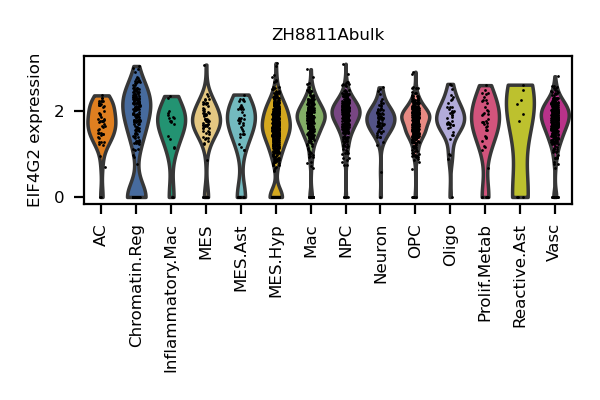 ZH8811Abulk
EIF4G2 expression
2
0
AC
Chromatin.Reg
Inflammatory.Mac
MES
MES.Ast
MES.Hyp
Mac
NPC
Neuron
OPC
Oligo
Prolif.Metab
Reactive.Ast
Vasc